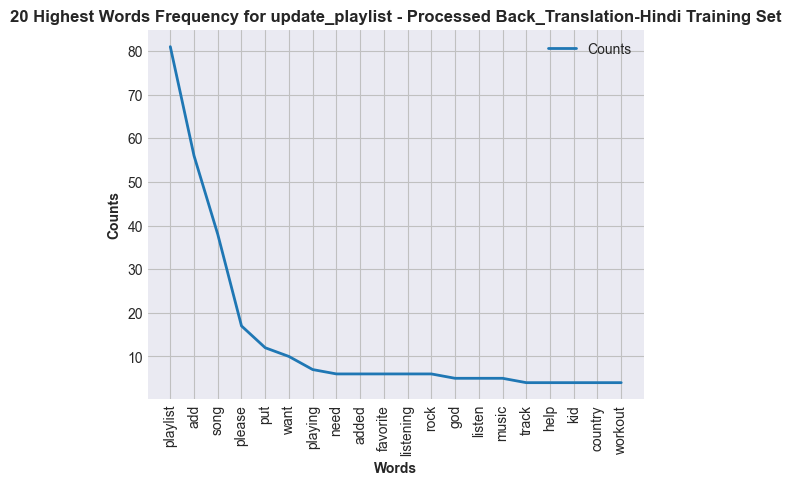 20 Highest Words Frequency for update_playlist - Processed Back_Translation-Hindi Training Set
Counts
80
70
60
50
40
30
20
10
Counts
playlist
add
song
please
put
want
playing
need
added
favorite
listening
rock
god
listen
music
track
help
kid
country
workout
Words